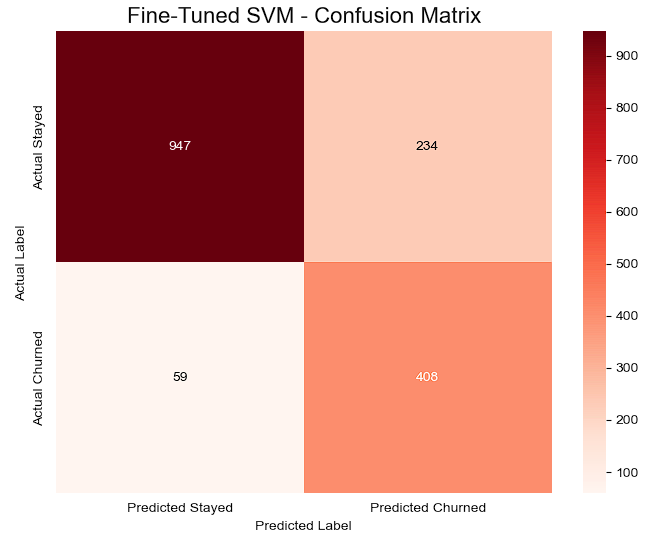 Fine-Tuned SVM - Confusion Matrix
Actual Label
Actual Stayed
947
234
Actual Churned
59
408
Predicted Stayed
Predicted Churned
Predicted Label
900
800
700
600
500
400
300
200
100